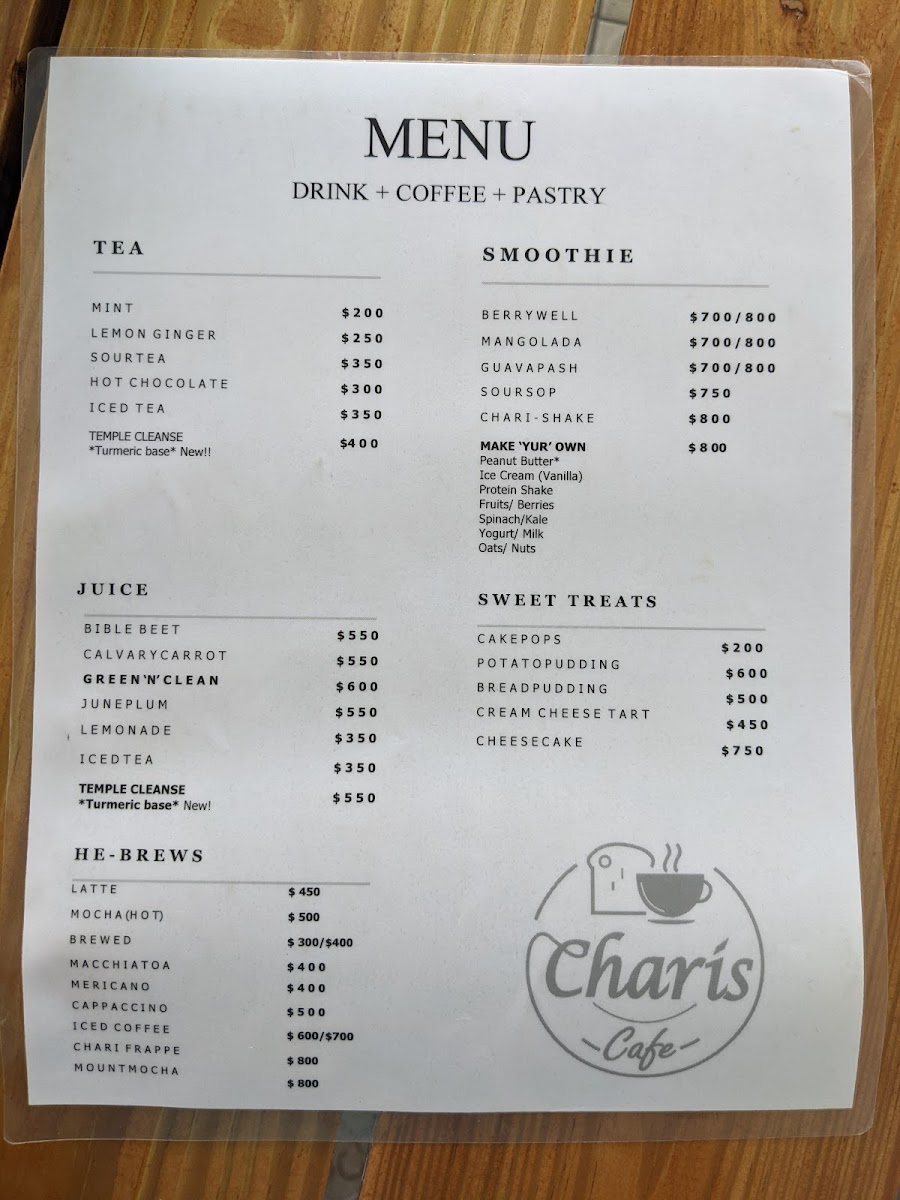 MENU
DRINK + COFFEE + PASTRY
TEA
MINT $200
LEMON GINGER $250
SOURTEA $350
HOT CHOCOLATE $300
ICED TEA $350
TEMPLE CLEANSE $400
*Turmeric base* New!!
SMOOTHIE
BERRYWELL $700/800
MANGOLADA $700/800
GUAVAPASH $700/800
SOURSOP $750
CHARI-SHAKE $800
MAKE 'YUR' OWN $800
Peanut Butter*
Ice Cream (Vanilla)
Protein Shake
Fruits/ Berries
Spinach/Kale
Yogurt/ Milk
Oats/ Nuts
JUICE
BIBLE BEET $550
CALVARYCARROT $550
GREEN 'N' CLEAN $600
JUNEPLUM $550
LEMONADE $350
ICEDTEA $350
TEMPLE CLEANSE $550
*Turmeric base* New!
SWEET TREATS
CAKEPOPS $200
POTATOPUDDING $600
BREADPUDDING $500
CREAM CHEESE TART $450
CHEESECAKE $750
HE-BREWS
LATTE $ 450
MOCHA(HOT) $ 500
BREWED $ 300/$400
MACCHIATOA $400
MERICANO $400
CAPPACCINO $500
ICED COFFEE $ 600/$700
CHARI FRAPPE $ 800
MOUNTMOCHA $ 800
Charis
-Cafe-